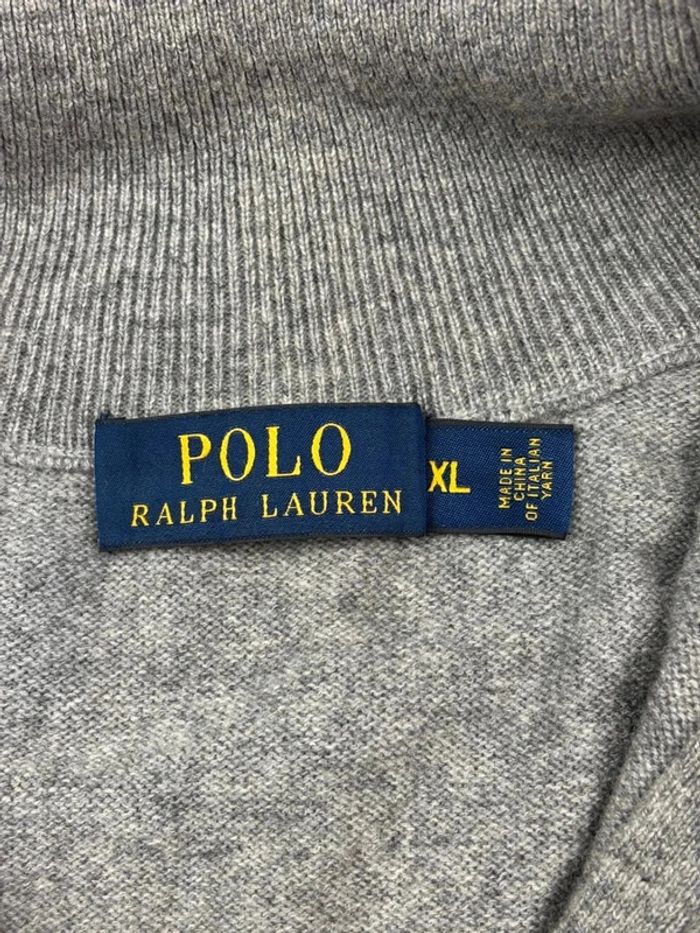 POLO
RALPH LAUREN
XL
MADE IN
CHINA
OF ITALIAN
YARN